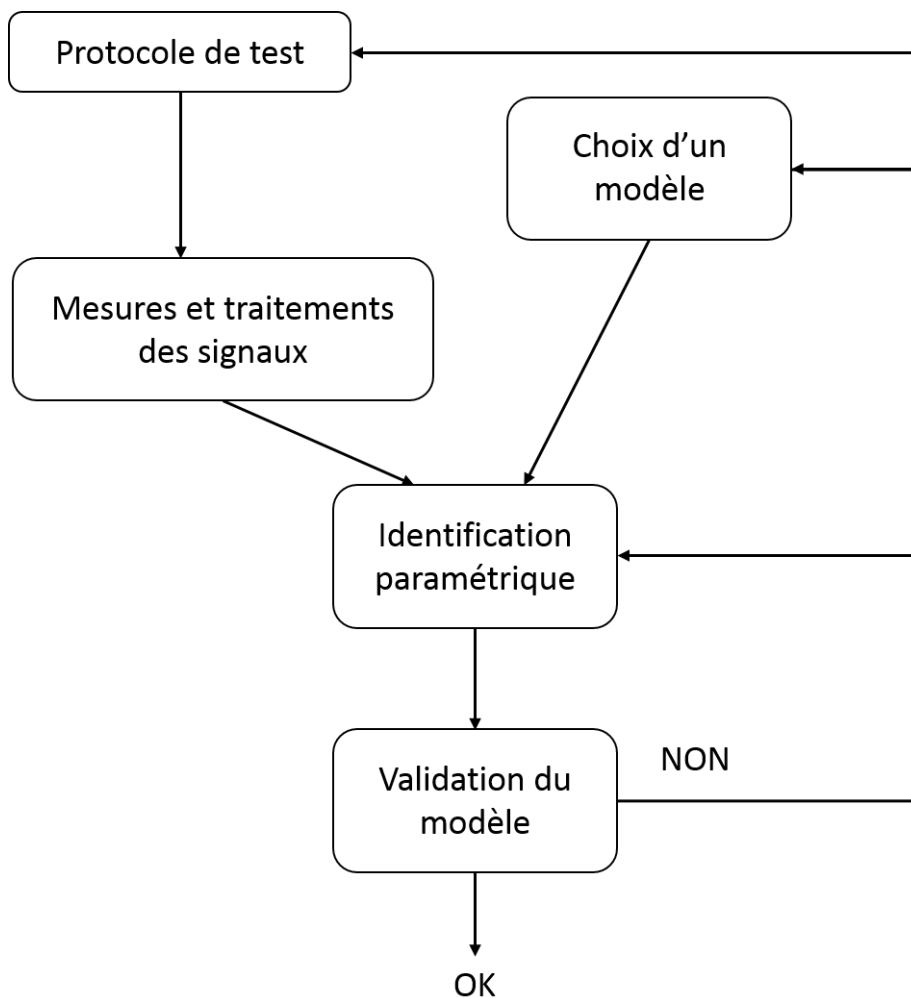 Protocole de test
Choix d’un
modèle
Mesures et traitements
des signaux
Identification
paramétrique
NON
Validation du
modèle
OK